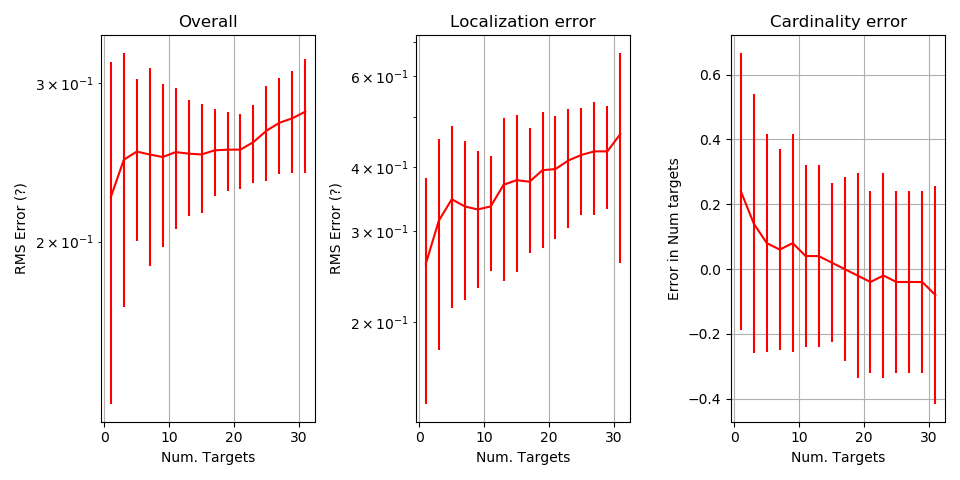 Overall
RMS Error (?)
3 × 10⁻¹
2 × 10⁻¹
0 10 20 30
Num. Targets
Localization error
RMS Error (?)
6 × 10⁻¹
4 × 10⁻¹
3 × 10⁻¹
2 × 10⁻¹
0 10 20 30
Num. Targets
Cardinality error
Error in Num targets
0.6
0.4
0.2
0.0
−0.2
−0.4
0 10 20 30
Num. Targets